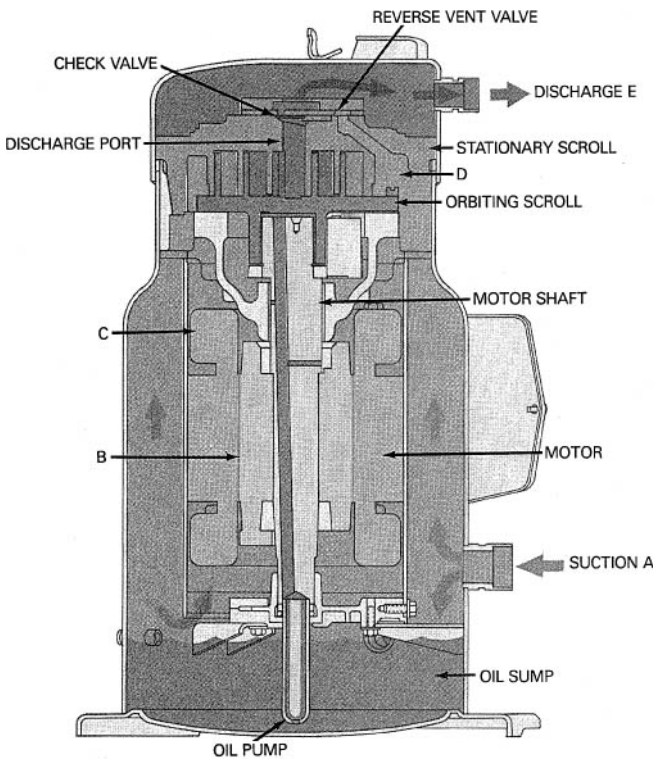 REVERSE VENT VALVE
CHECK VALVE
DISCHARGE E
DISCHARGE PORT
STATIONARY SCROLL
D
ORBITING SCROLL
MOTOR SHAFT
C
B
MOTOR
SUCTION A
OIL SUMP
OIL PUMP